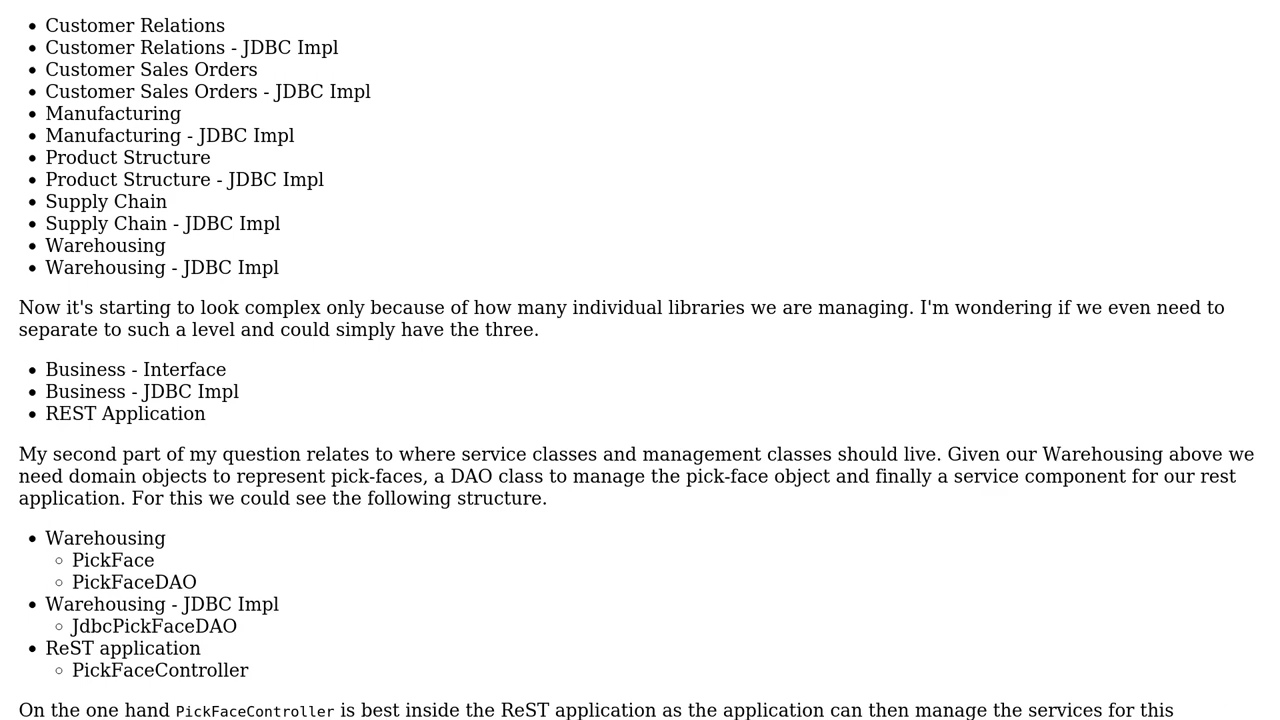 Customer Relations
Customer Relations - JDBC Impl
Customer Sales Orders
Customer Sales Orders - JDBC Impl
Manufacturing
Manufacturing - JDBC Impl
Product Structure
Product Structure - JDBC Impl
Supply Chain
Supply Chain - JDBC Impl
Warehousing
Warehousing - JDBC Impl
Now it's starting to look complex only because of how many individual libraries we are managing. I'm wondering if we even need to
separate to such a level and could simply have the three.
Business - Interface
Business - JDBC Impl
REST Application
My second part of my question relates to where service classes and management classes should live. Given our Warehousing above we
need domain objects to represent pick-faces, a DAO class to manage the pick-face object and finally a service component for our rest
application. For this we could see the following structure.
Warehousing
PickFace
PickFaceDAO
Warehousing - JDBC Impl
JdbcPickFaceDAO
ReST application
PickFaceController
On the one hand PickFaceController is best inside the ReST application as the application can then manage the services for this